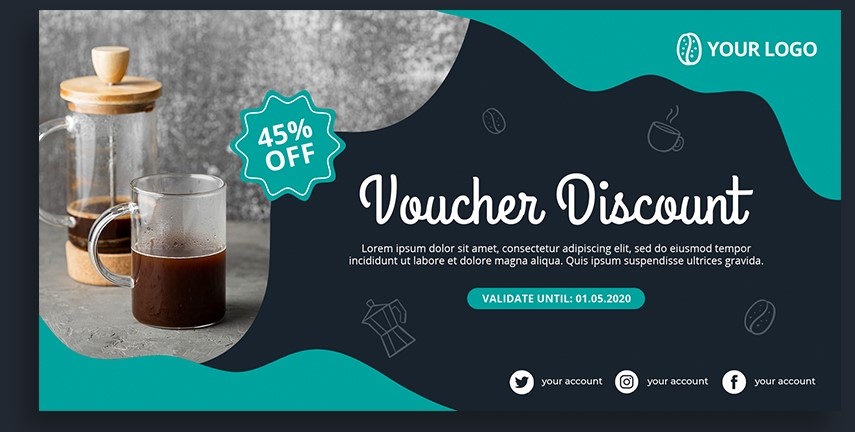 YOUR LOGO
45%
OFF
Voucher Discount
Lorem ipsum dolor sit amet, consectetur adipiscing elit, sed do eiusmod tempor
incididunt ut labore et dolore magna aliqua. Quis ipsum suspendisse ultrices gravida.
VALIDATE UNTIL: 01.05.2020
your account your account your account